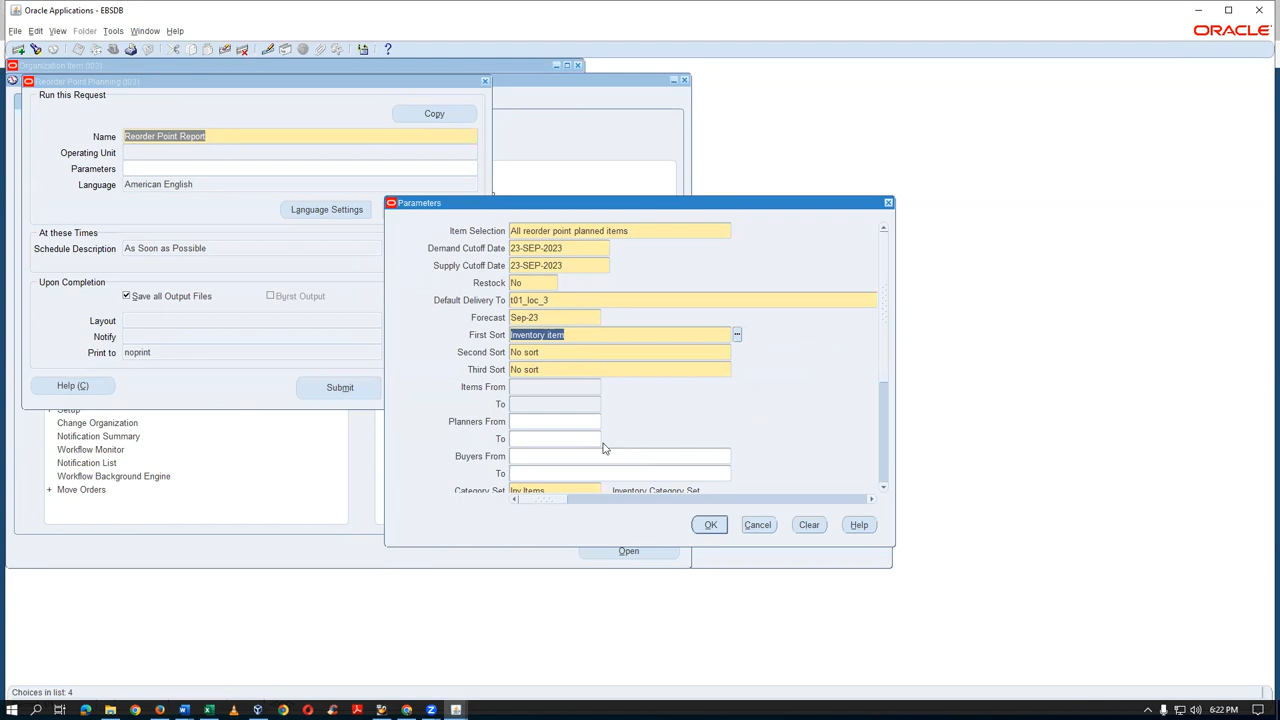 Oracle Applications - EBSDB
File Edit View Folder Tools Window Help
ORACLE
Organization Item (t02)
Reorder Point Planning (t02)
Run this Request
Copy
Name Reorder Point Report
Operating Unit
Parameters
Language American English
Language Settings
At these Times
Schedule Description As Soon as Possible
Upon Completion
Save all Output Files Burst Output
Layout
Notify
Print to noprint
Help (C) Submit
Setup
Change Organization
Notification Summary
Workflow Monitor
Notification List
Workflow Background Engine
+ Move Orders
Open
Parameters
Item Selection All reorder point planned items
Demand Cutoff Date 23-SEP-2023
Supply Cutoff Date 23-SEP-2023
Restock No
Default Delivery To t01_loc_3
Forecast Sep-23
First Sort Inventory item
Second Sort No sort
Third Sort No sort
Items From
To
Planners From
To
Buyers From
To
Category Set Inv.Items Inventory Category Set
OK Cancel Clear Help
Choices in list: 4
6:22 PM